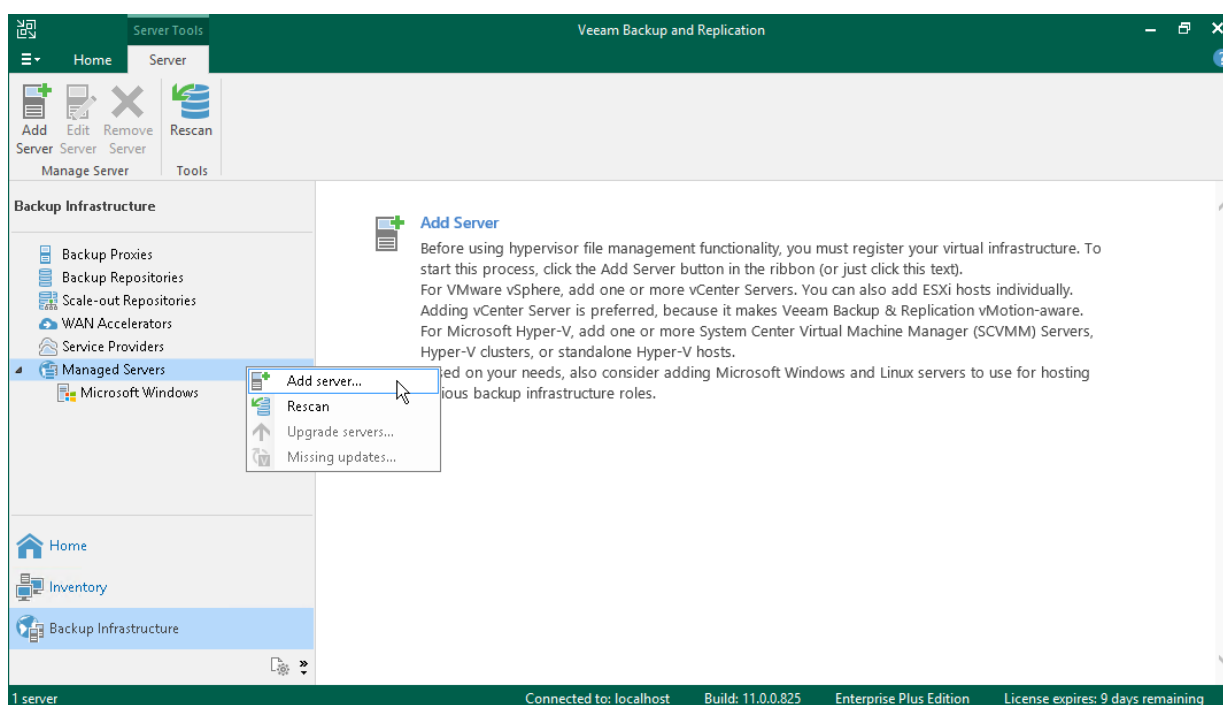 Server Tools
Veeam Backup and Replication
Home
Server
Add Server
Edit Server
Remove Server
Rescan
Manage Server
Tools
Backup Infrastructure
Backup Proxies
Backup Repositories
Scale-out Repositories
WAN Accelerators
Service Providers
Managed Servers
Microsoft Windows
Add server...
Rescan
Upgrade servers...
Missing updates...
Add Server
Before using hypervisor file management functionality, you must register your virtual infrastructure. To
start this process, click the Add Server button in the ribbon (or just click this text).
For VMware vSphere, add one or more vCenter Servers. You can also add ESXi hosts individually.
Adding vCenter Server is preferred, because it makes Veeam Backup & Replication vMotion-aware.
For Microsoft Hyper-V, add one or more System Center Virtual Machine Manager (SCVMM) Servers,
Hyper-V clusters, or standalone Hyper-V hosts.
ed on your needs, also consider adding Microsoft Windows and Linux servers to use for hosting
ious backup infrastructure roles.
Home
Inventory
Backup Infrastructure
1 server
Connected to: localhost
Build: 11.0.0.825
Enterprise Plus Edition
License expires: 9 days remaining